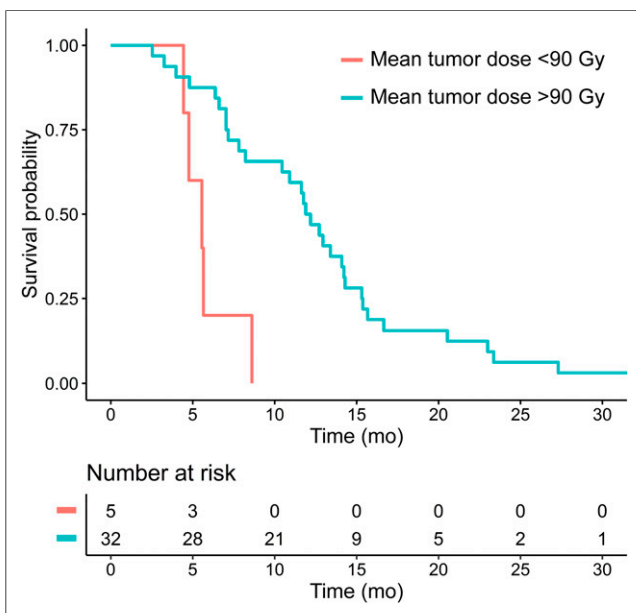 Mean tumor dose <90 Gy
Mean tumor dose >90 Gy
Survival probability
1.00
0.75
0.50
0.25
0.00
0 5 10 15 20 25 30
Time (mo)
Number at risk
5 3 0 0 0 0 0
32 28 21 9 5 2 1
0 5 10 15 20 25 30
Time (mo)